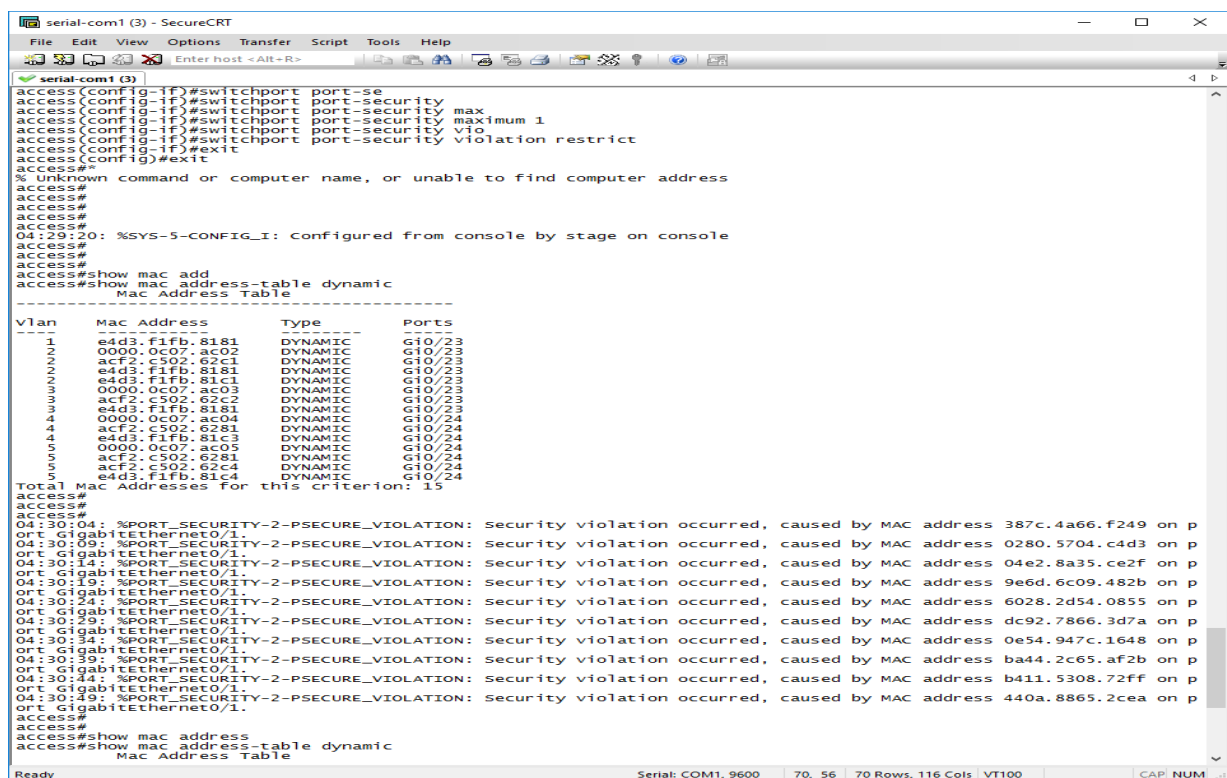 serial-com1 (3) - SecureCRT
File Edit View Options Transfer Script Tools Help
Enter host <Alt+R>
serial-com1 (3)
access(config-if)#switchport port-se
access(config-if)#switchport port-security
access(config-if)#switchport port-security max
access(config-if)#switchport port-security maximum 1
access(config-if)#switchport port-security vio
access(config-if)#switchport port-security violation restrict
access(config-if)#exit
access(config)#exit
access#*
% Unknown command or computer name, or unable to find computer address
access#
access#
access#
access#
access#
04:29:20: %SYS-5-CONFIG_I: Configured from console by stage on console
access#
access#
access#
access#show mac add
access#show mac address-table dynamic
Mac Address Table
-------------------------------------------
Vlan Mac Address Type Ports
---- ----------- -------- -----
1 e4d3.f1fb.8181 DYNAMIC Gi0/23
2 0000.0c07.ac02 DYNAMIC Gi0/23
2 acf2.c502.62c1 DYNAMIC Gi0/23
2 e4d3.f1fb.8181 DYNAMIC Gi0/23
2 e4d3.f1fb.81c1 DYNAMIC Gi0/23
3 0000.0c07.ac03 DYNAMIC Gi0/23
3 acf2.c502.62c2 DYNAMIC Gi0/23
3 e4d3.f1fb.8181 DYNAMIC Gi0/23
4 0000.0c07.ac04 DYNAMIC Gi0/24
4 acf2.c502.6281 DYNAMIC Gi0/24
4 e4d3.f1fb.81c3 DYNAMIC Gi0/24
5 0000.0c07.ac05 DYNAMIC Gi0/24
5 acf2.c502.6281 DYNAMIC Gi0/24
5 acf2.c502.62c4 DYNAMIC Gi0/24
5 e4d3.f1fb.81c4 DYNAMIC Gi0/24
Total Mac Addresses for this criterion: 15
access#
access#
access#
04:30:04: %PORT_SECURITY-2-PSECURE_VIOLATION: Security violation occurred, caused by MAC address 387c.4a66.f249 on p
ort GigabitEthernet0/1.
04:30:09: %PORT_SECURITY-2-PSECURE_VIOLATION: Security violation occurred, caused by MAC address 0280.5704.c4d3 on p
ort GigabitEthernet0/1.
04:30:14: %PORT_SECURITY-2-PSECURE_VIOLATION: Security violation occurred, caused by MAC address 04e2.8a35.ce2f on p
ort GigabitEthernet0/1.
04:30:19: %PORT_SECURITY-2-PSECURE_VIOLATION: Security violation occurred, caused by MAC address 9e6d.6c09.482b on p
ort GigabitEthernet0/1.
04:30:24: %PORT_SECURITY-2-PSECURE_VIOLATION: Security violation occurred, caused by MAC address 6028.2d54.0855 on p
ort GigabitEthernet0/1.
04:30:29: %PORT_SECURITY-2-PSECURE_VIOLATION: Security violation occurred, caused by MAC address dc92.7866.3d7a on p
ort GigabitEthernet0/1.
04:30:34: %PORT_SECURITY-2-PSECURE_VIOLATION: Security violation occurred, caused by MAC address 0e54.947c.1648 on p
ort GigabitEthernet0/1.
04:30:39: %PORT_SECURITY-2-PSECURE_VIOLATION: Security violation occurred, caused by MAC address ba44.2c65.af2b on p
ort GigabitEthernet0/1.
04:30:44: %PORT_SECURITY-2-PSECURE_VIOLATION: Security violation occurred, caused by MAC address b411.5308.72ff on p
ort GigabitEthernet0/1.
04:30:49: %PORT_SECURITY-2-PSECURE_VIOLATION: Security violation occurred, caused by MAC address 440a.8865.2cea on p
ort GigabitEthernet0/1.
access#
access#
access#show mac address
access#show mac address-table dynamic
Mac Address Table
Ready Serial: COM1, 9600 70, 56 70 Rows, 116 Cols VT100 CAP NUM